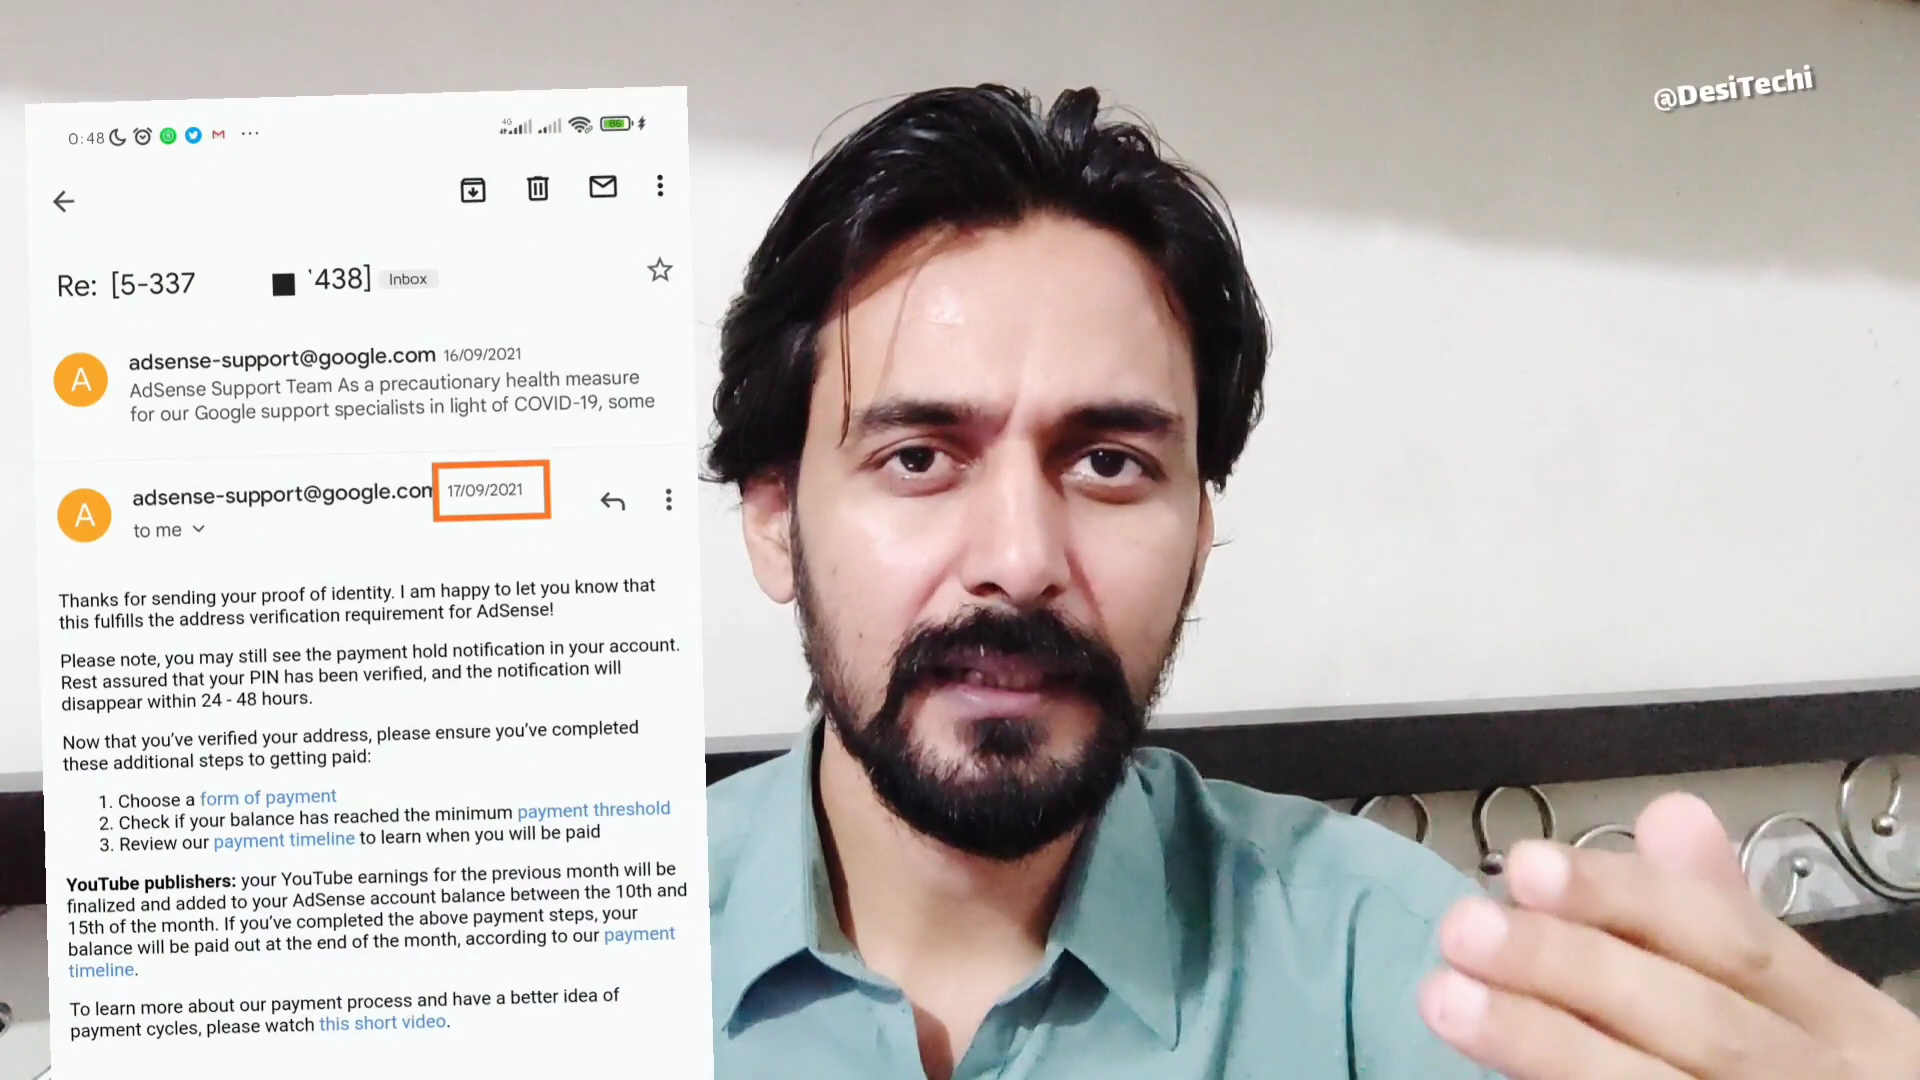 @DesiTechi
0:48 ...
4G
86
Re: [5-337 '438] Inbox
A
adsense-support@google.com 16/09/2021
AdSense Support Team As a precautionary health measure
for our Google support specialists in light of COVID-19, some
A
adsense-support@google.com 17/09/2021
to me
Thanks for sending your proof of identity. I am happy to let you know that
this fulfills the address verification requirement for AdSense!
Please note, you may still see the payment hold notification in your account.
Rest assured that your PIN has been verified, and the notification will
disappear within 24 - 48 hours.
Now that you've verified your address, please ensure you've completed
these additional steps to getting paid:
1. Choose a form of payment
2. Check if your balance has reached the minimum payment threshold
3. Review our payment timeline to learn when you will be paid
YouTube publishers: your YouTube earnings for the previous month will be
finalized and added to your AdSense account balance between the 10th and
15th of the month. If you've completed the above payment steps, your
balance will be paid out at the end of the month, according to our payment
timeline.
To learn more about our payment process and have a better idea of
payment cycles, please watch this short video.